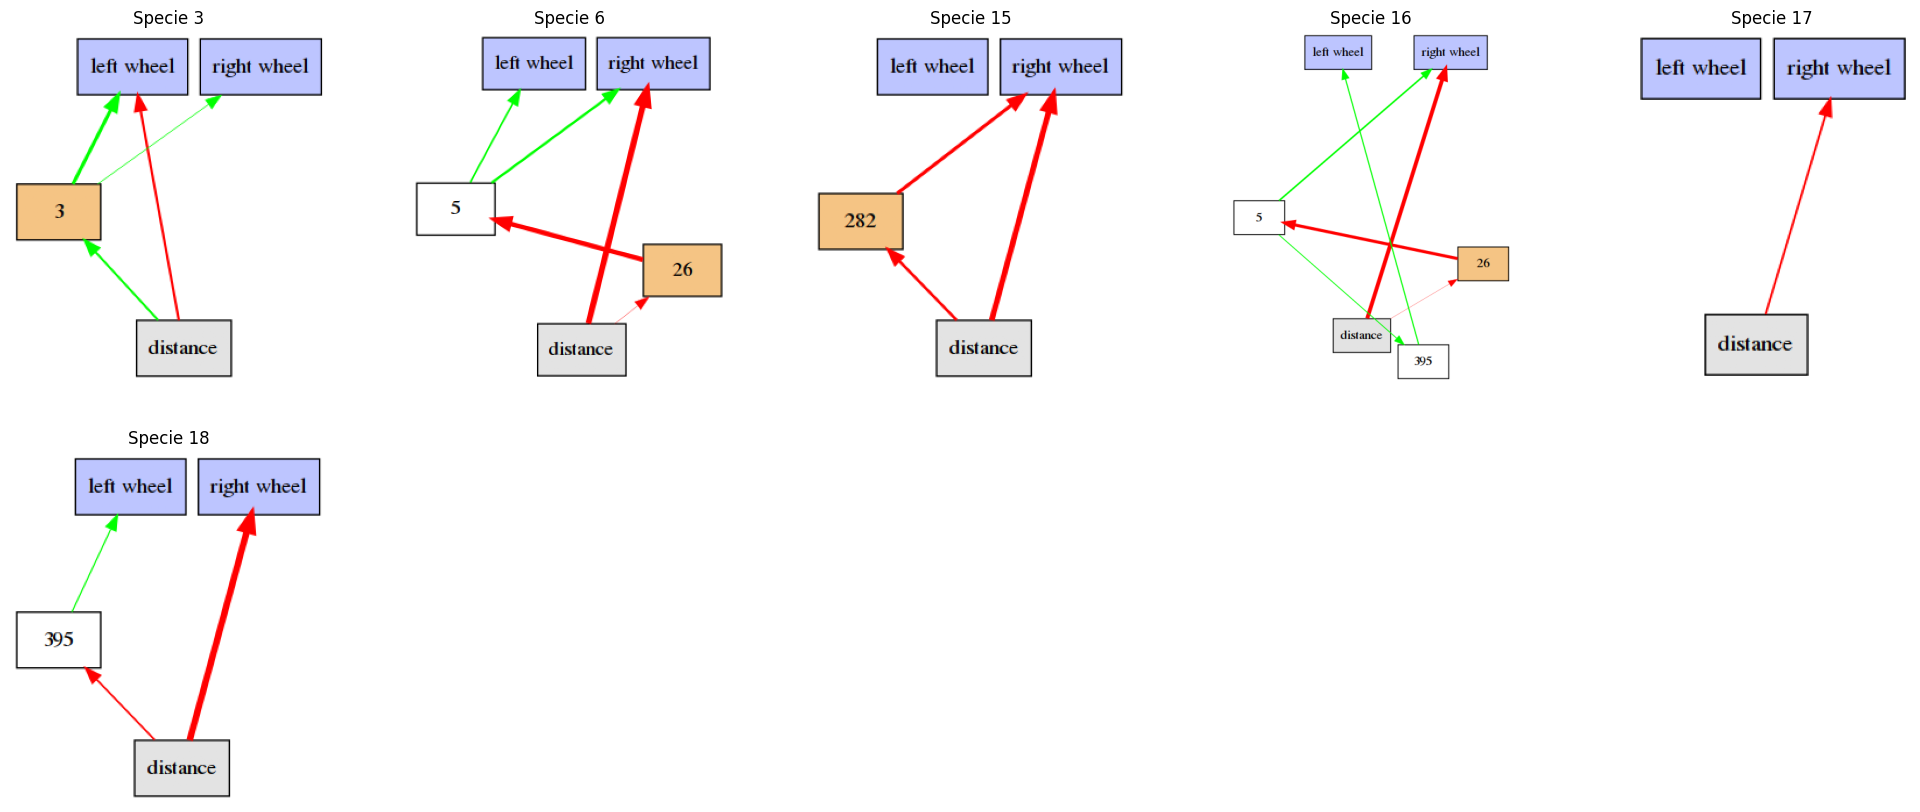 Specie 3
left wheel
right wheel
3
distance
Specie 6
left wheel
right wheel
5
26
distance
Specie 15
left wheel
right wheel
282
distance
Specie 16
left wheel
right wheel
5
26
distance
395
Specie 17
left wheel
right wheel
distance
Specie 18
left wheel
right wheel
395
distance